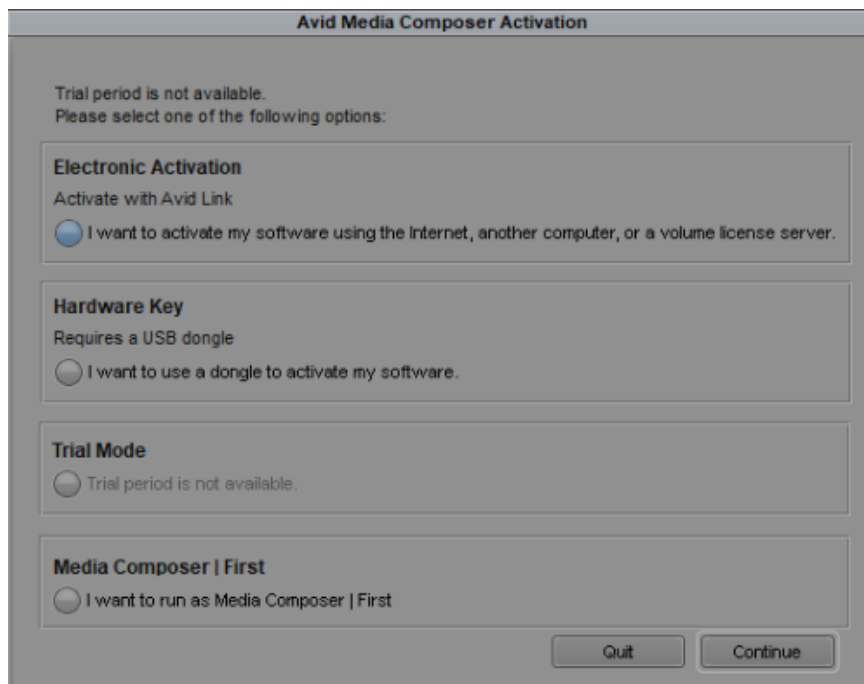 Avid Media Composer Activation
Trial period is not available.
Please select one of the following options:
Electronic Activation
Activate with Avid Link
I want to activate my software using the Internet, another computer, or a volume license server.
Hardware Key
Requires a USB dongle
I want to use a dongle to activate my software.
Trial Mode
Trial period is not available.
Media Composer | First
I want to run as Media Composer | First
Quit Continue